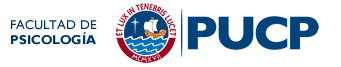 FACULTAD DE
PSICOLOGÍA
ET LUX IN TENEBRIS LUCET
MCMXVII
PUCP